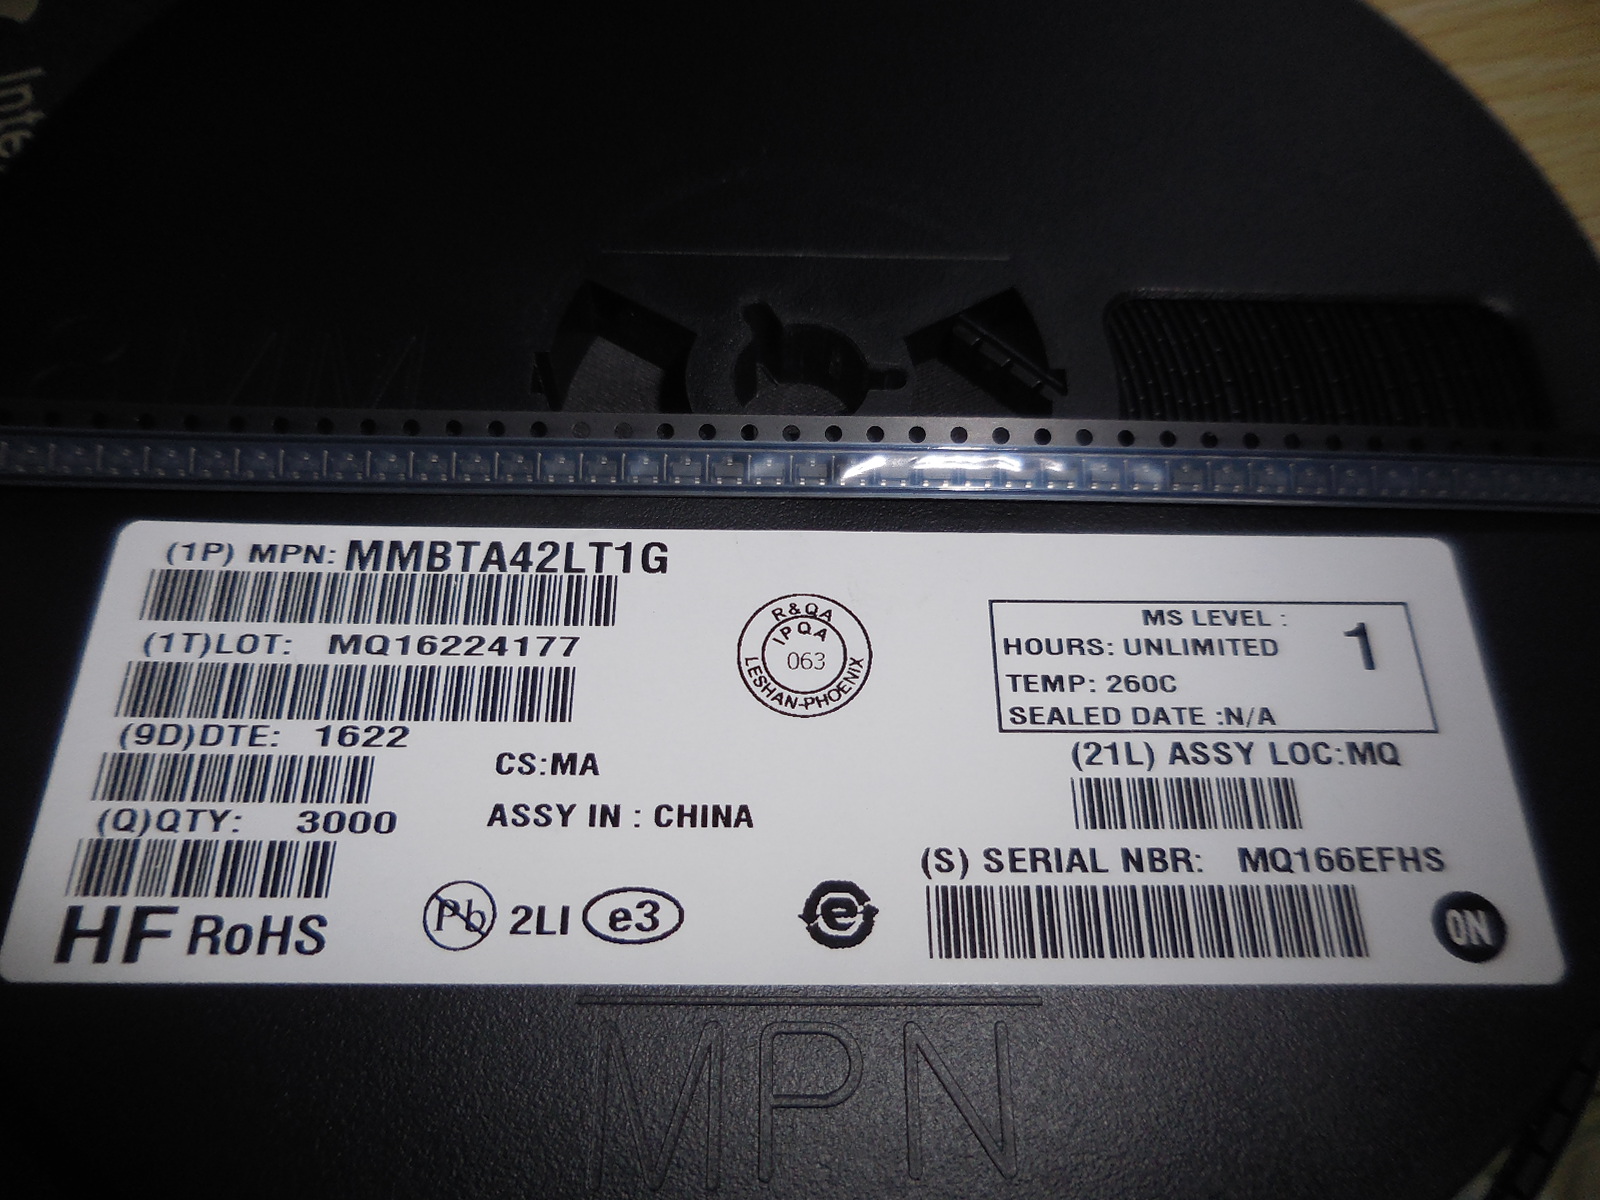 Inte
(1P) MPN: MMBTA42LT1G
(1T)LOT: MQ16224177
(9D)DTE: 1622
(Q)QTY: 3000
HF RoHS
CS:MA
ASSY IN : CHINA
Pb 2LI e3
e
R&QA
IPQA
063
LESHAN-PHOENIX
MS LEVEL : 1
HOURS: UNLIMITED
TEMP: 260C
SEALED DATE :N/A
(21L) ASSY LOC:MQ
(S) SERIAL NBR: MQ166EFHS
ON
MPN